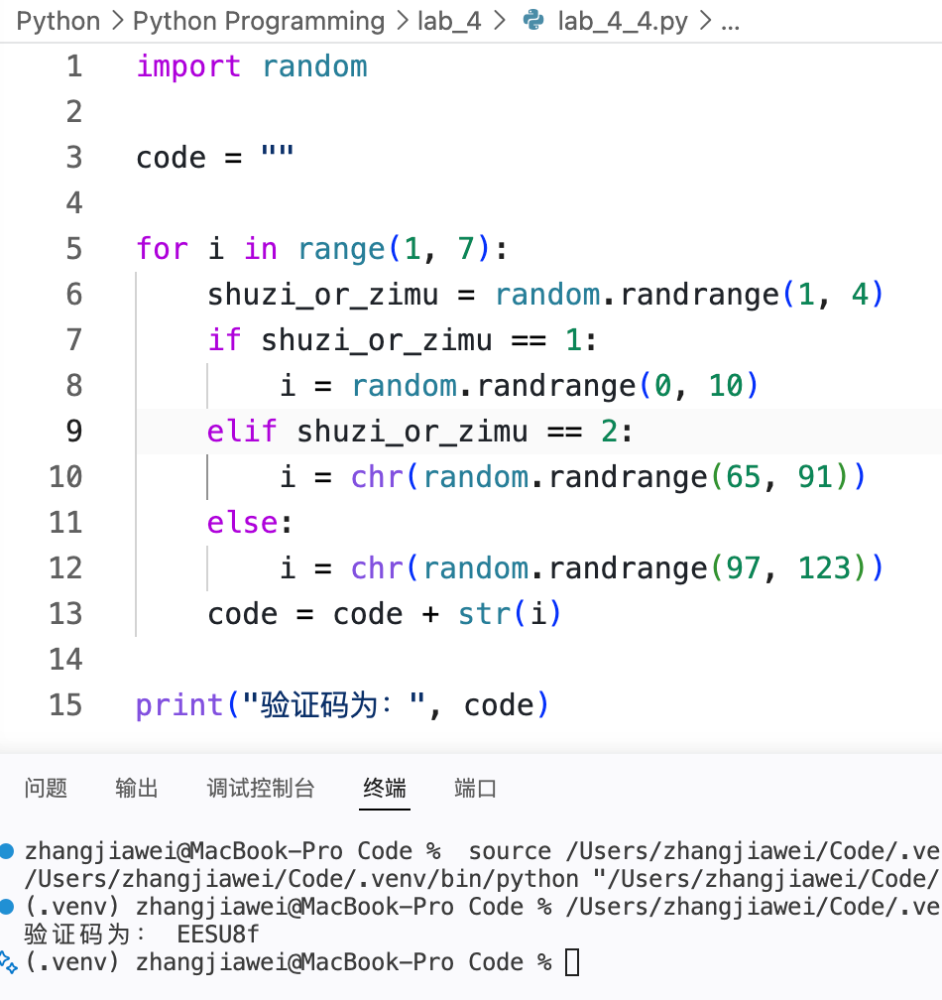 Python > Python Programming > lab_4 > lab_4_4.py > ...
1 import random
2
3 code = ""
4
5 for i in range(1, 7):
6     shuzi_or_zimu = random.randrange(1, 4)
7     if shuzi_or_zimu == 1:
8         i = random.randrange(0, 10)
9     elif shuzi_or_zimu == 2:
10         i = chr(random.randrange(65, 91))
11     else:
12         i = chr(random.randrange(97, 123))
13     code = code + str(i)
14
15 print("验证码为：", code)
问题 输出 调试控制台 终端 端口
zhangjiawei@MacBook-Pro Code %  source /Users/zhangjiawei/Code/.ve
/Users/zhangjiawei/Code/.venv/bin/python "/Users/zhangjiawei/Code/
(.venv) zhangjiawei@MacBook-Pro Code % /Users/zhangjiawei/Code/.ve
验证码为： EESU8f
(.venv) zhangjiawei@MacBook-Pro Code %